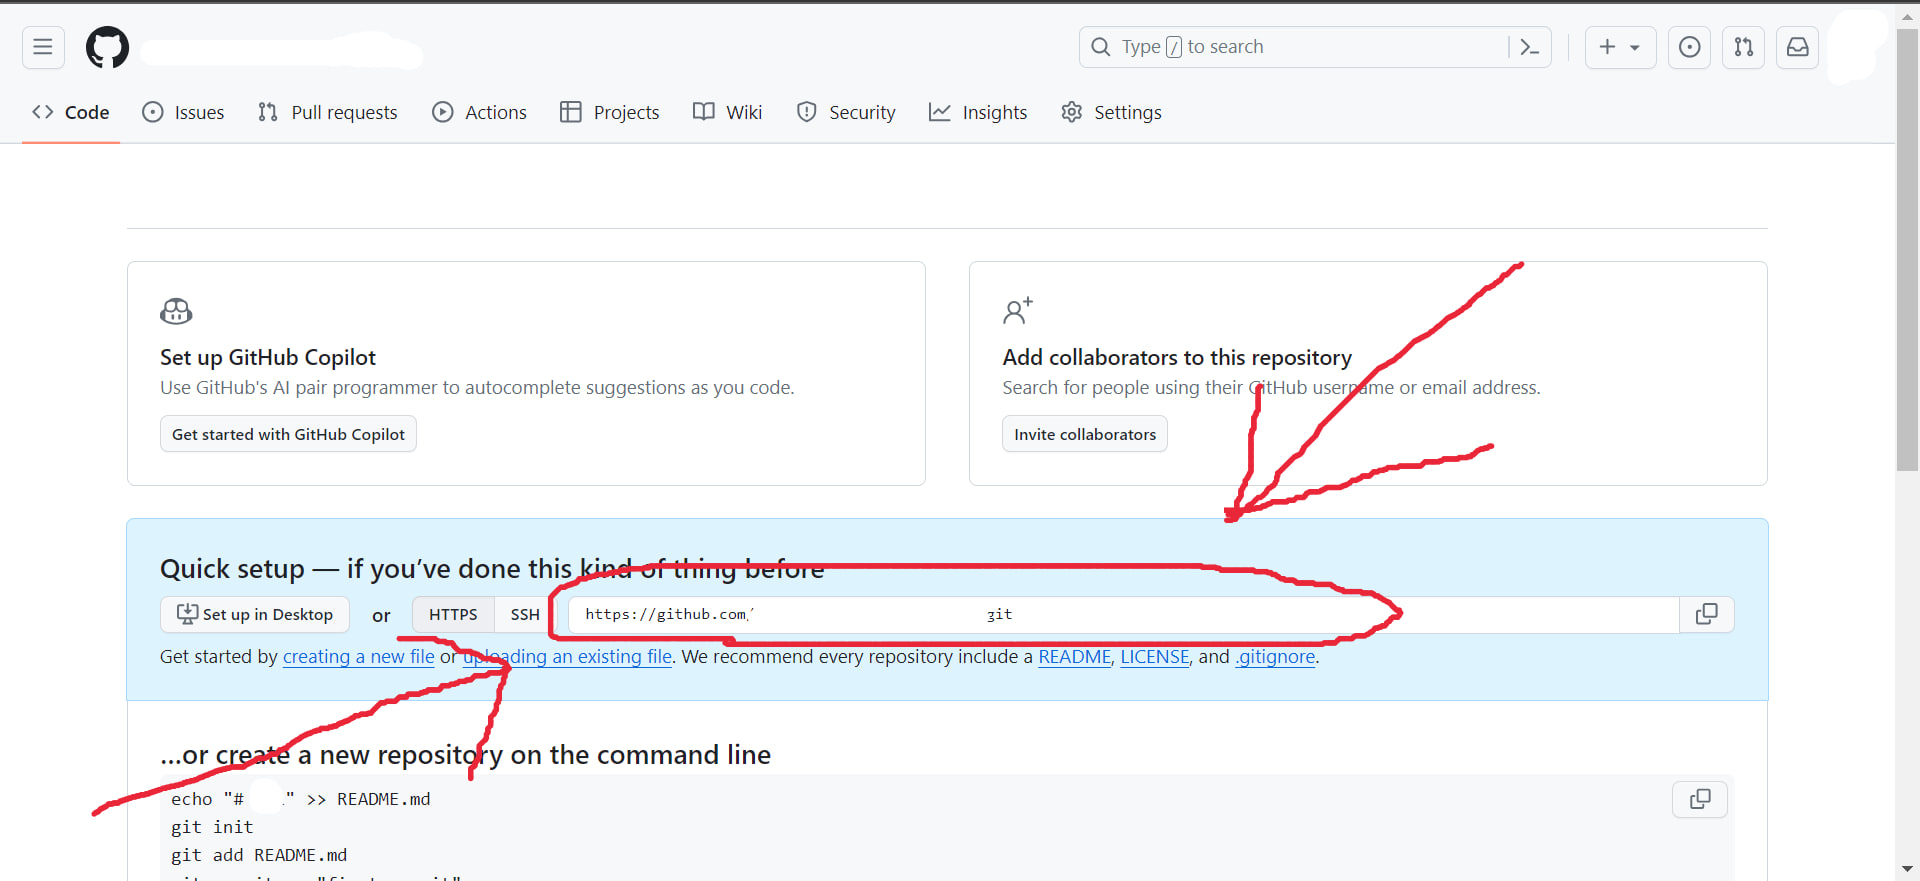 Type / to search
Code Issues Pull requests Actions Projects Wiki Security Insights Settings
Set up GitHub Copilot
Use GitHub's AI pair programmer to autocomplete suggestions as you code.
Get started with GitHub Copilot
Add collaborators to this repository
Search for people using their GitHub username or email address.
Invite collaborators
Quick setup — if you’ve done this kind of thing before
Set up in Desktop or HTTPS SSH https://github.com/ git
Get started by creating a new file or uploading an existing file. We recommend every repository include a README, LICENSE, and .gitignore.
…or create a new repository on the command line
echo "# " >> README.md
git init
git add README.md